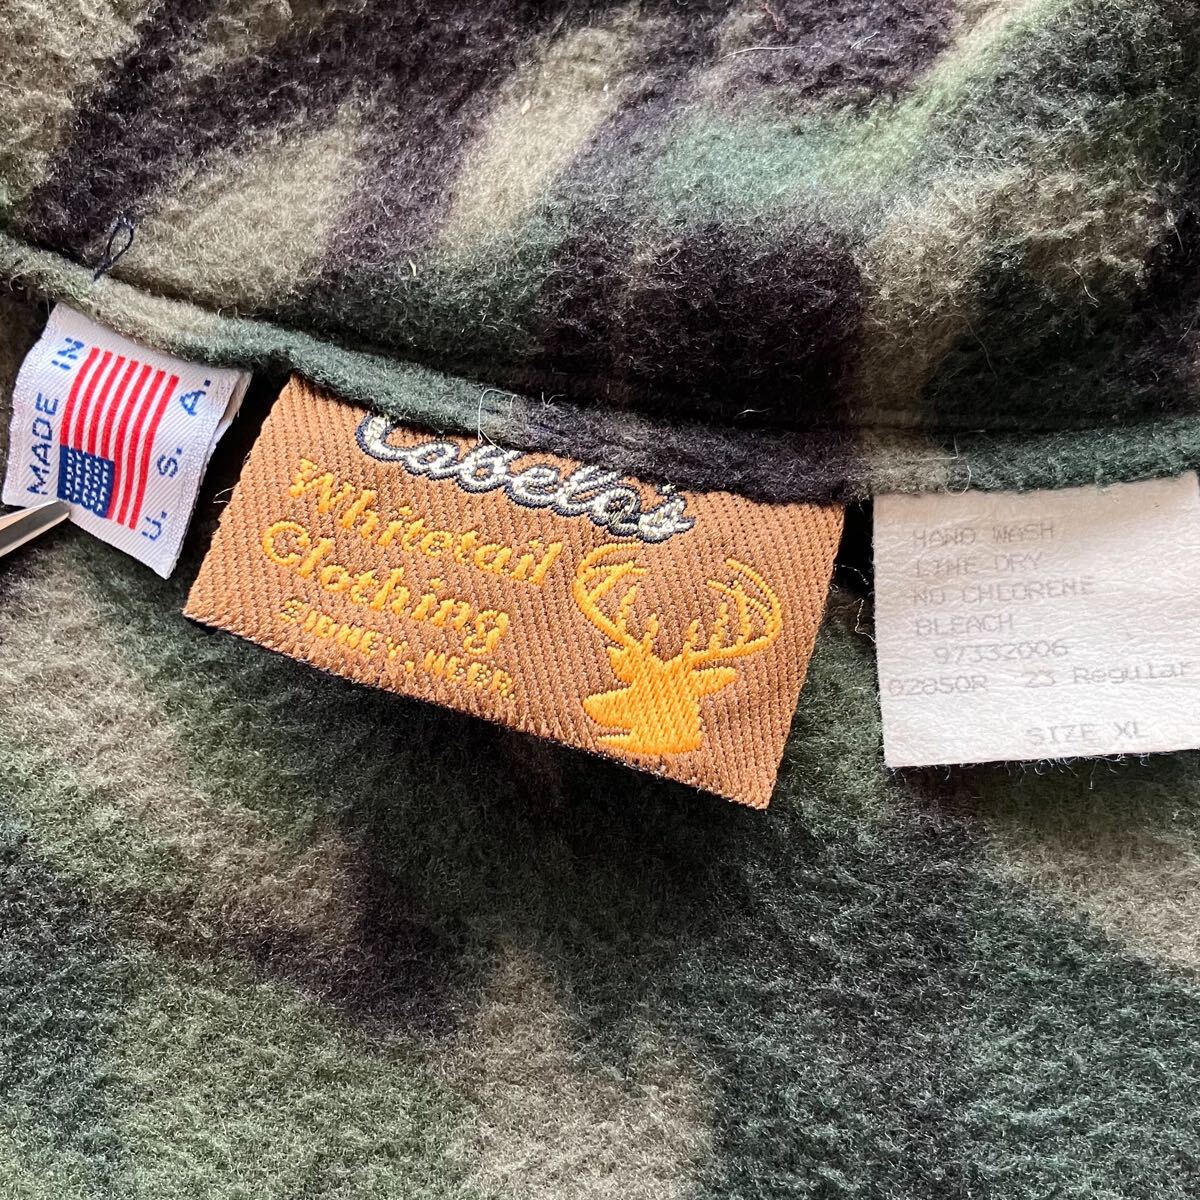 MADE IN
U. S. A.
Cabela's
Whitetail
Clothing
SIDNEY, NEBR
HAND WASH
LINE DRY
NO CHLORINE
BLEACH
97332006
02850R 23 Regular
SIZE XL